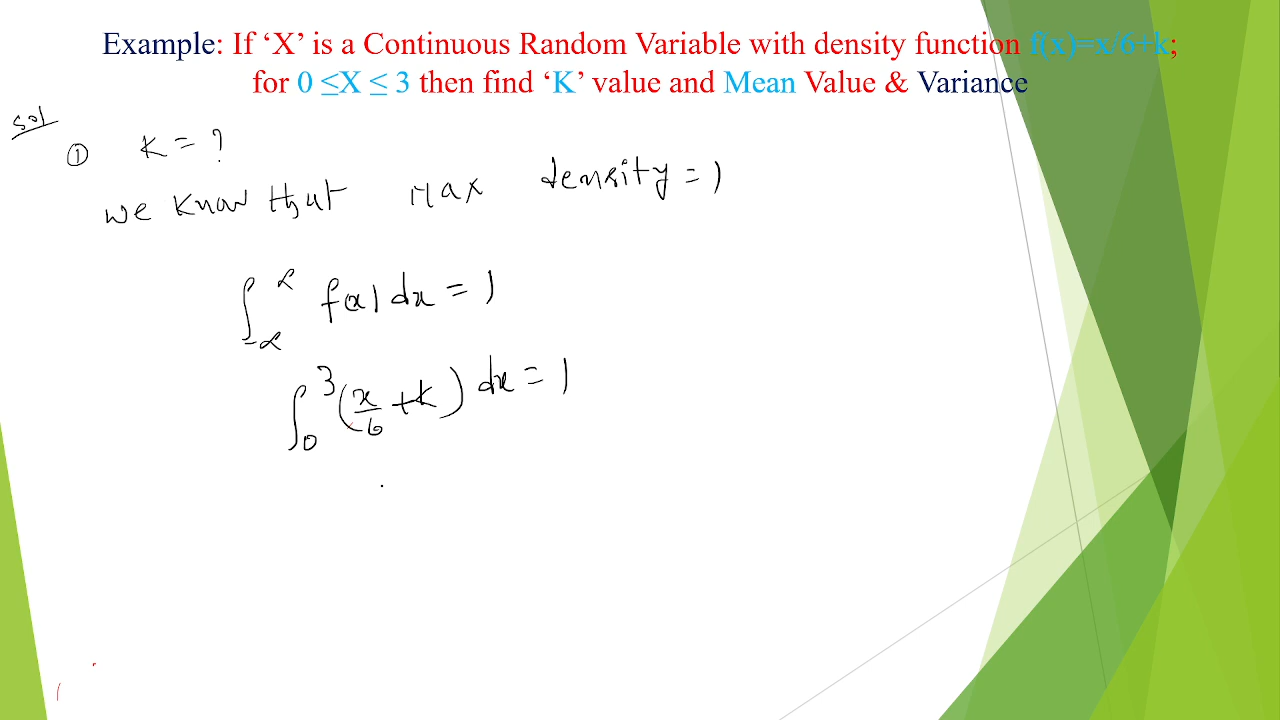 Example: If ‘X’ is a Continuous Random Variable with density function f(x)=x/6+k;
for 0 ≤X ≤ 3 then find ‘K’ value and Mean Value & Variance
Sol
① K = ?
We know that Max density = 1
∫_{-∞}^{∞} f(x) dx = 1
∫_0^3 (x/6 + k) dx = 1